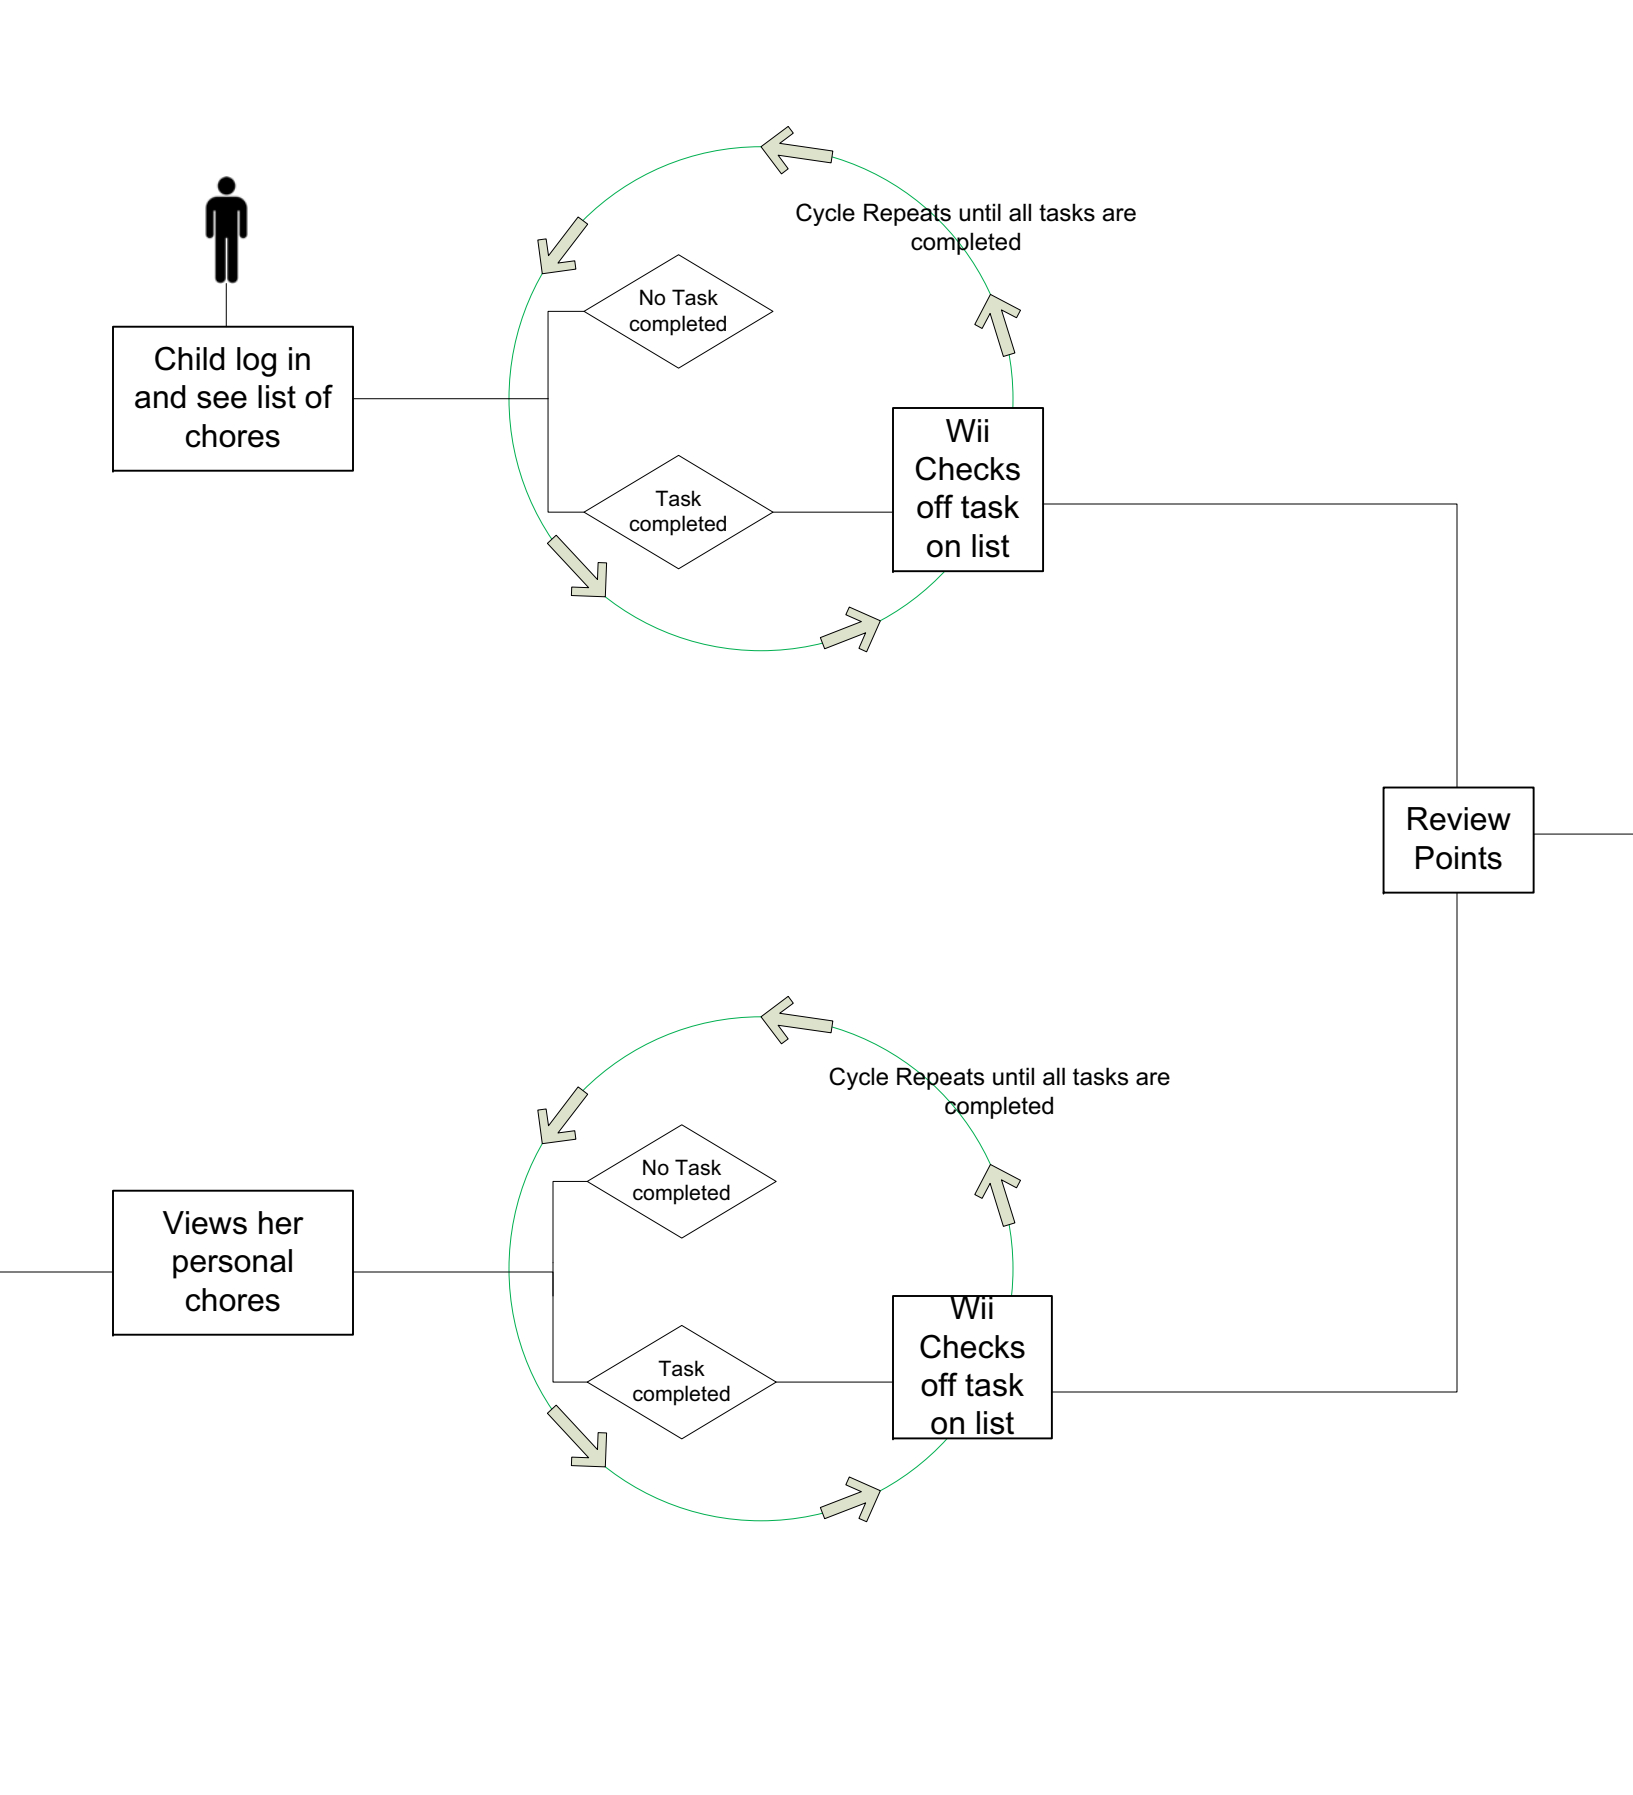 Cycle Repeats until all tasks are
completed
No Task
completed
Child log in
and see list of
chores
Task
completed
Wii
Checks
off task
on list
Review
Points
Cycle Repeats until all tasks are
completed
No Task
completed
Views her
personal
chores
Task
completed
Wii
Checks
off task
on list